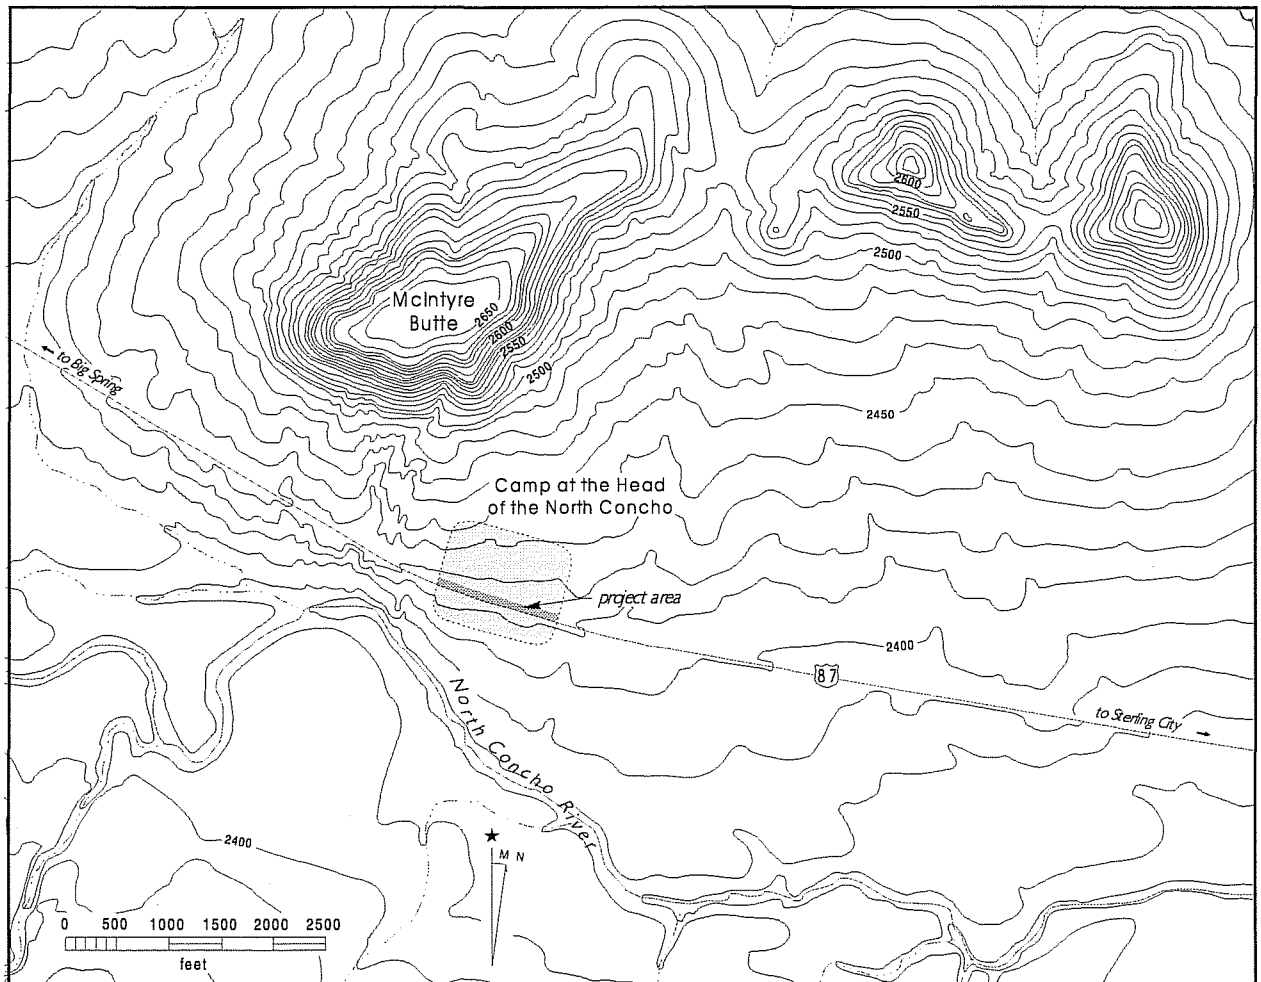 2600
2550
2500
McIntyre
Butte
2650
2600
2550
2500
to Big Spring
2450
Camp at the Head
of the North Concho
project area
2400
87
to Sterling City
North Concho River
2400
M N
0 500 1000 1500 2000 2500
feet